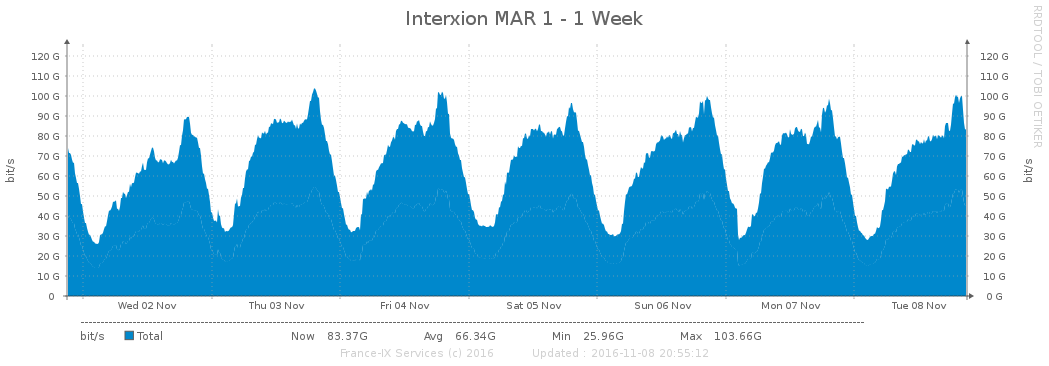 Interxion MAR 1 - 1 Week
RRDTOOL / TOBI OETIKER
bit/s
120 G 120 G
110 G 110 G
100 G 100 G
90 G 90 G
80 G 80 G
70 G 70 G
60 G 60 G
50 G 50 G
40 G 40 G
30 G 30 G
20 G 20 G
10 G 10 G
0 0 G
bit/s
Wed 02 Nov Thu 03 Nov Fri 04 Nov Sat 05 Nov Sun 06 Nov Mon 07 Nov Tue 08 Nov
bit/s Total Now 83.37G Avg 66.34G Min 25.96G Max 103.66G
France-IX Services (c) 2016 Updated : 2016-11-08 20:55:12